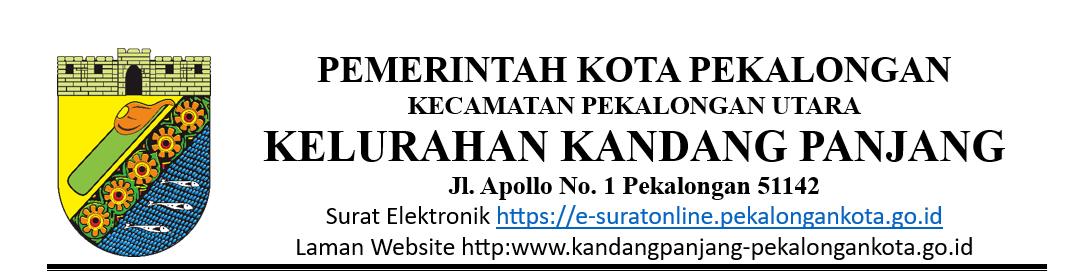 PEMERINTAH KOTA PEKALONGAN
KECAMATAN PEKALONGAN UTARA
KELURAHAN KANDANG PANJANG
Jl. Apollo No. 1 Pekalongan 51142
Surat Elektronik https://e-suratonline.pekalongankota.go.id
Laman Website http:www.kandangpanjang-pekalongankota.go.id